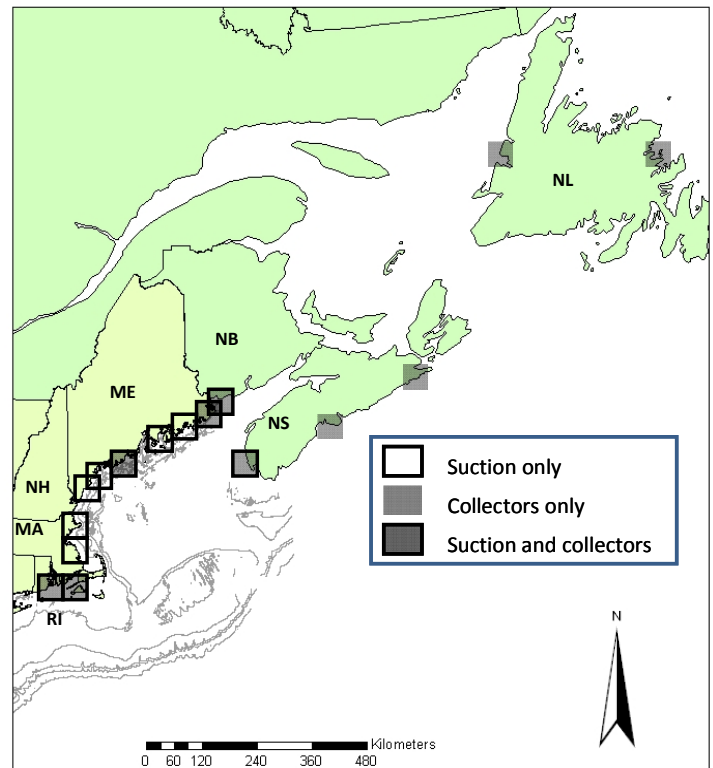 NL
NB
ME
NS
NH
MA
RI
Suction only
Collectors only
Suction and collectors
N
Kilometers
0 60 120 240 360 480